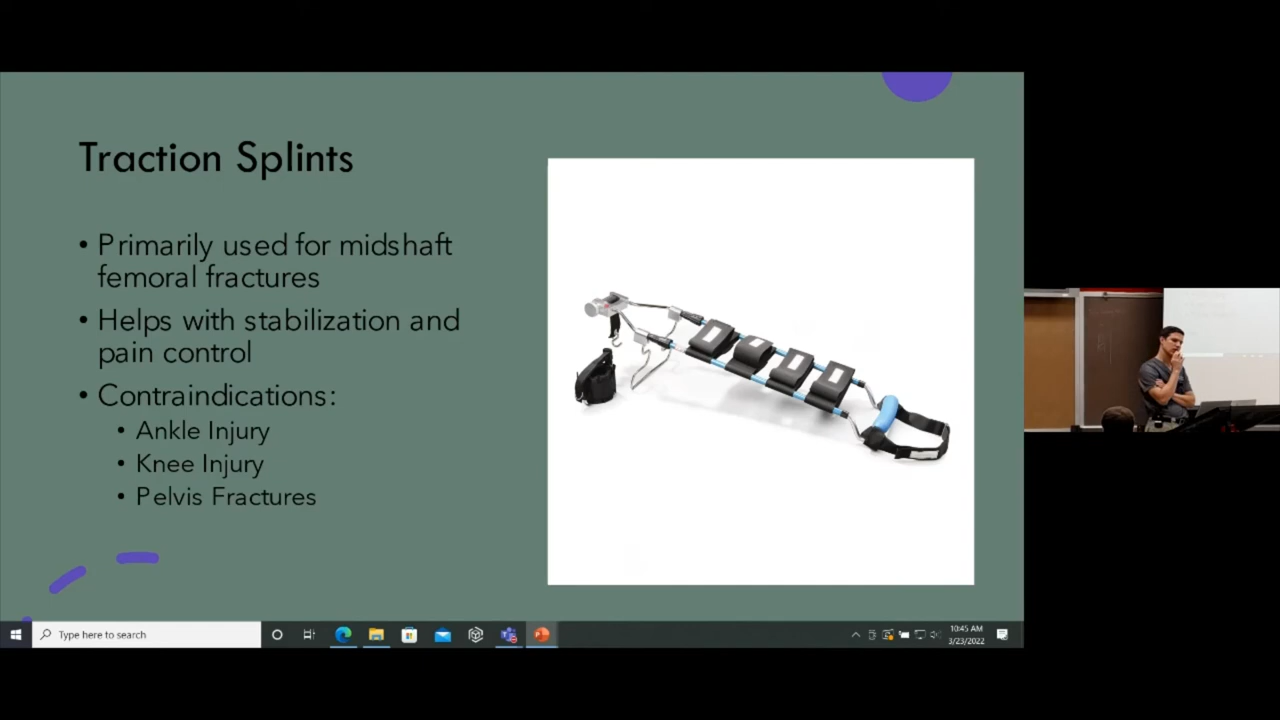 Traction Splints
• Primarily used for midshaft
femoral fractures
• Helps with stabilization and
pain control
• Contraindications:
• Ankle Injury
• Knee Injury
• Pelvis Fractures
Type here to search
10:45 AM
3/23/2022